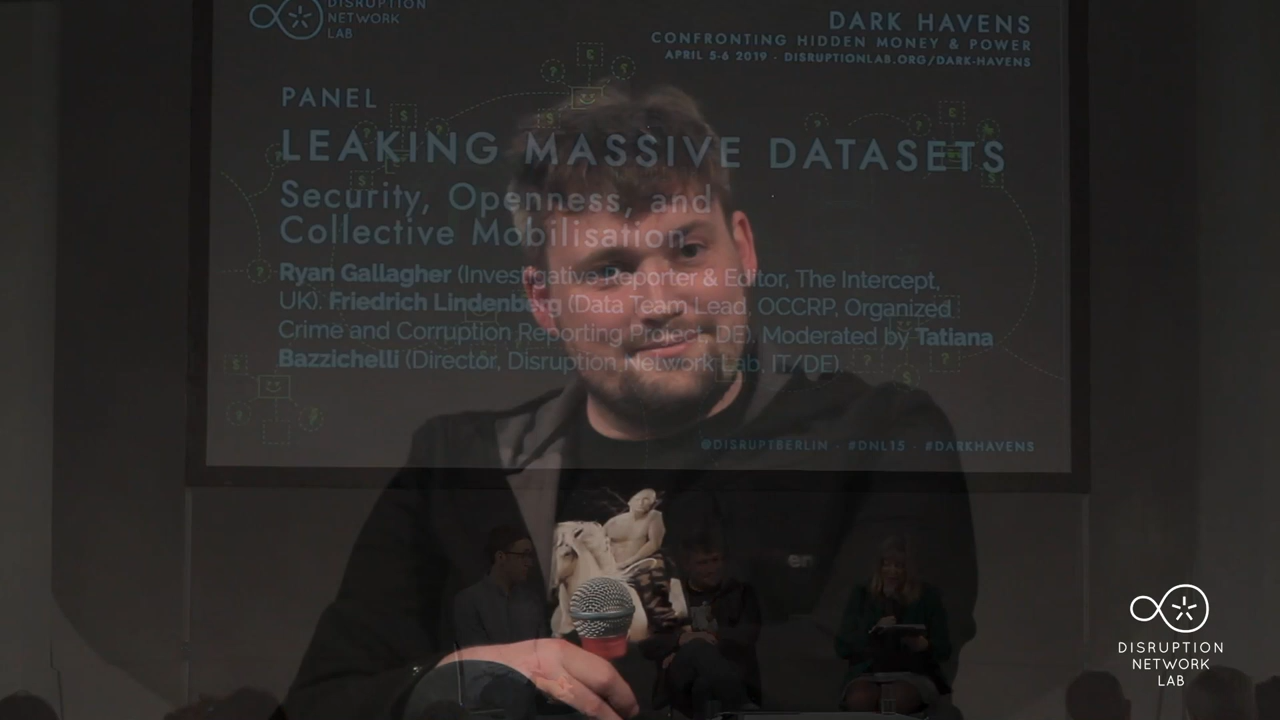 DISRUPTION
NETWORK
LAB
DARK HAVENS
CONFRONTING HIDDEN MONEY & POWER
APRIL 5-6 2019 · DISRUPTIONLAB.ORG/DARK-HAVENS
PANEL
LEAKING MASSIVE DATASETS
Security, Openness, and
Collective Mobilisation
Ryan Gallagher (Investigative Reporter & Editor, The Intercept,
UK). Friedrich Lindenberg (Data Team Lead, OCCRP, Organized
Crime and Corruption Reporting Project, DE). Moderated by Tatiana
Bazzichelli (Director, Disruption Network Lab, IT/DE).
@DISRUPTBERLIN · #DNL15 · #DARKHAVENS
en
DISRUPTION
NETWORK
LAB